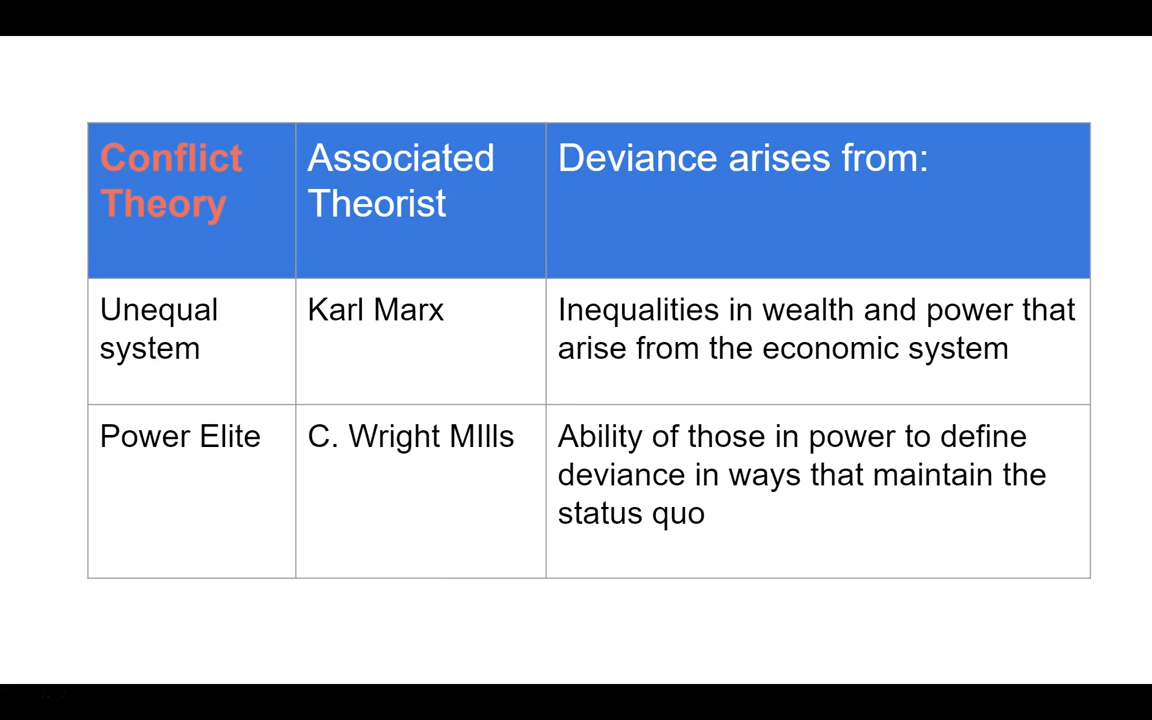 Conflict
Theory
Associated
Theorist
Deviance arises from:
Unequal
system
Karl Marx
Inequalities in wealth and power that
arise from the economic system
Power Elite
C. Wright MIlls
Ability of those in power to define
deviance in ways that maintain the
status quo